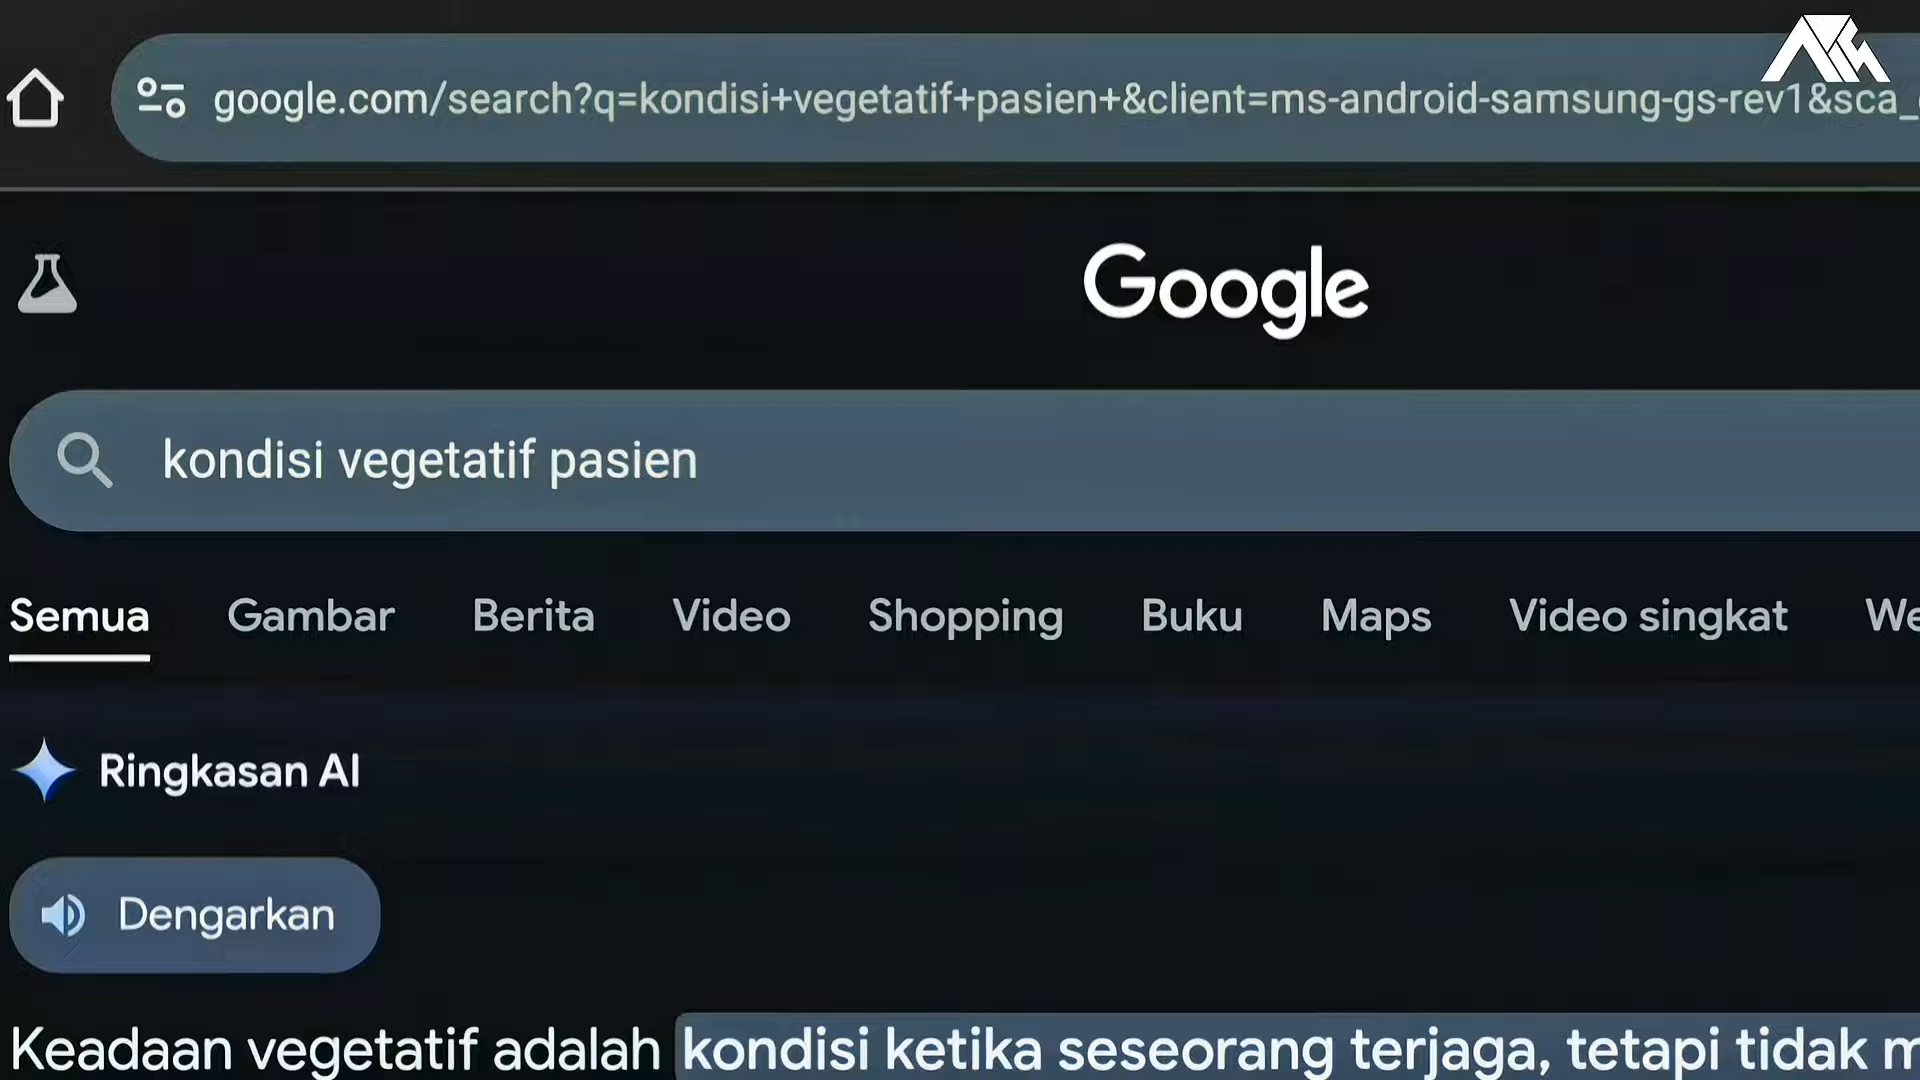 google.com/search?q=kondisi+vegetatif+pasien+&client=ms-android-samsung-gs-rev1&sca_
Google
kondisi vegetatif pasien
Semua Gambar Berita Video Shopping Buku Maps Video singkat
Ringkasan AI
Dengarkan
Keadaan vegetatif adalah kondisi ketika seseorang terjaga, tetapi tidak